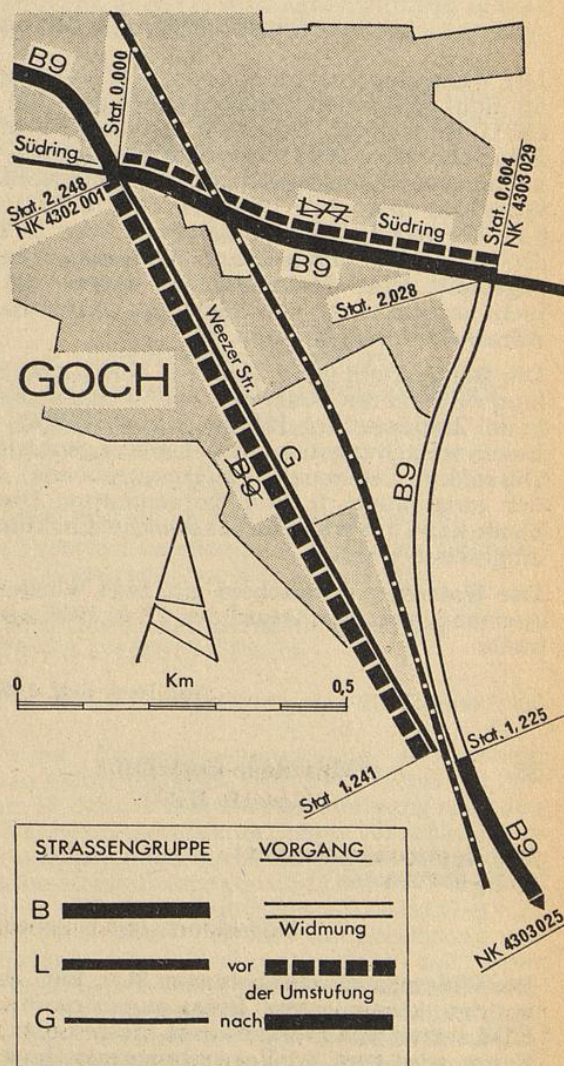 B9
Stat. 0,000
Südring
Stat. 2,248
NK 4302 001
L77
Südring
B9
Stat. 0,604
NK 4303 029
Stat. 2,028
Weezer Str.
GOCH
G
B9
B9
Km
0 0,5
Stat 1,241
Stat. 1,225
B9
NK 4303025
STRASSENGRUPPE VORGANG
B Widmung
L vor
der Umstufung
G nach